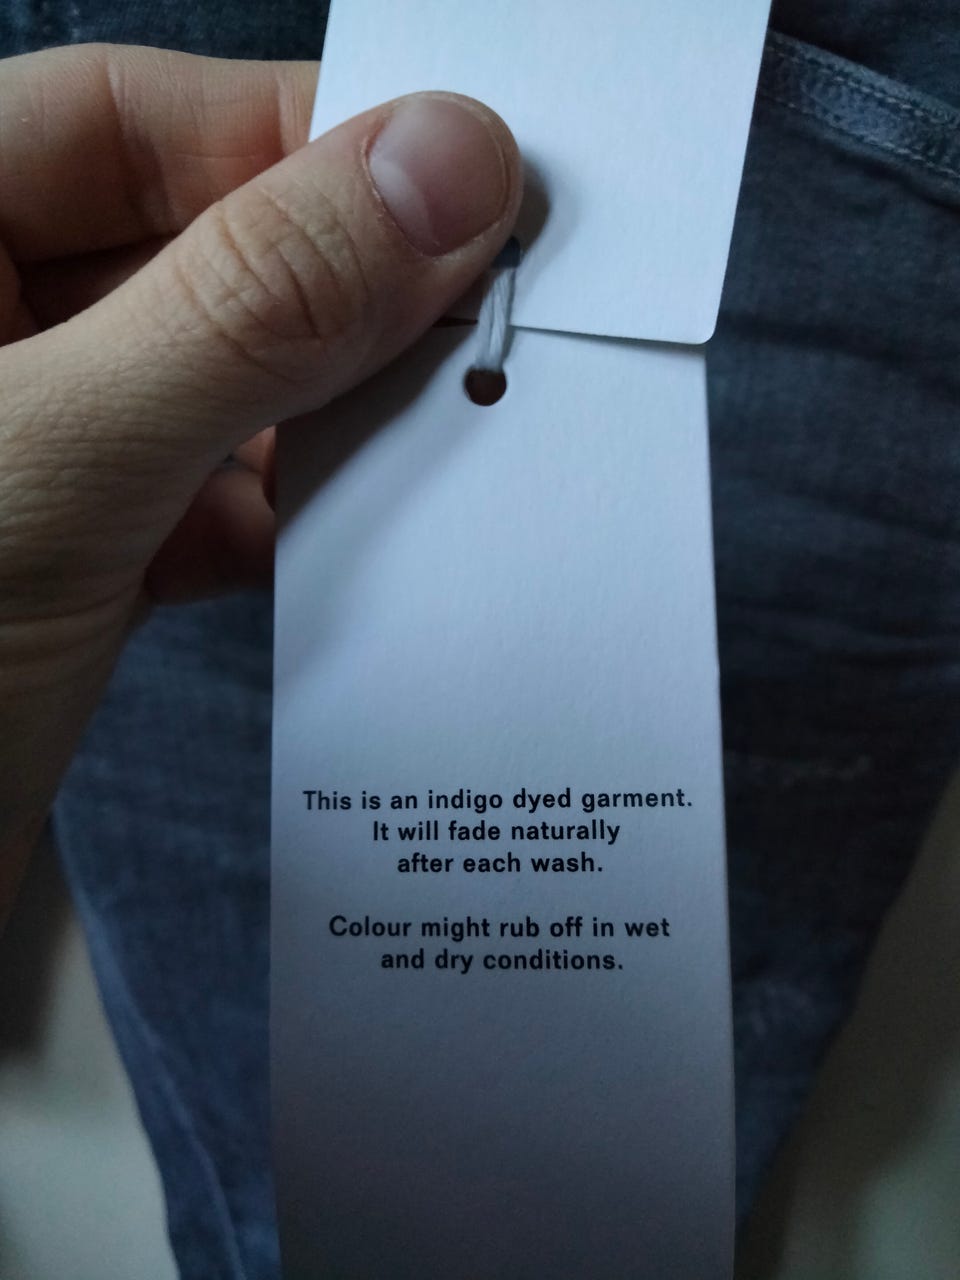 This is an indigo dyed garment.
It will fade naturally
after each wash.
Colour might rub off in wet
and dry conditions.